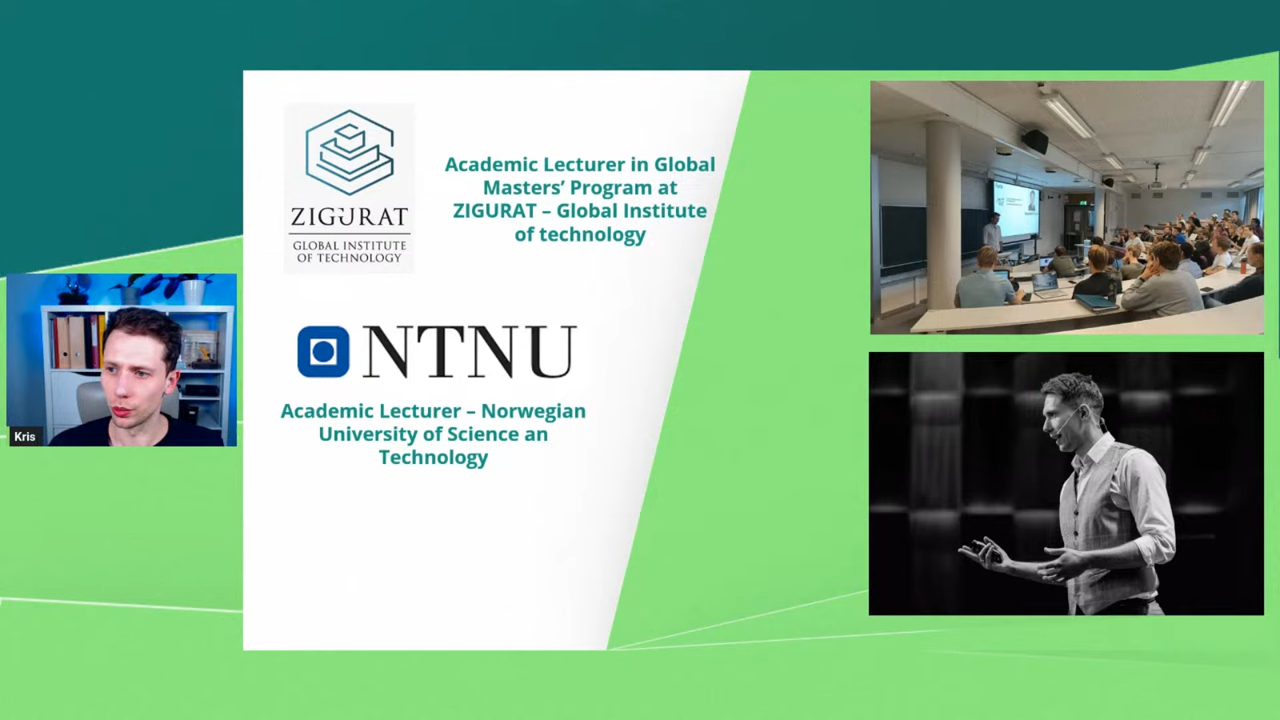 ZIGURAT
GLOBAL INSTITUTE
OF TECHNOLOGY
Academic Lecturer in Global
Masters’ Program at
ZIGURAT – Global Institute
of technology
NTNU
Academic Lecturer – Norwegian
University of Science an
Technology
Kris